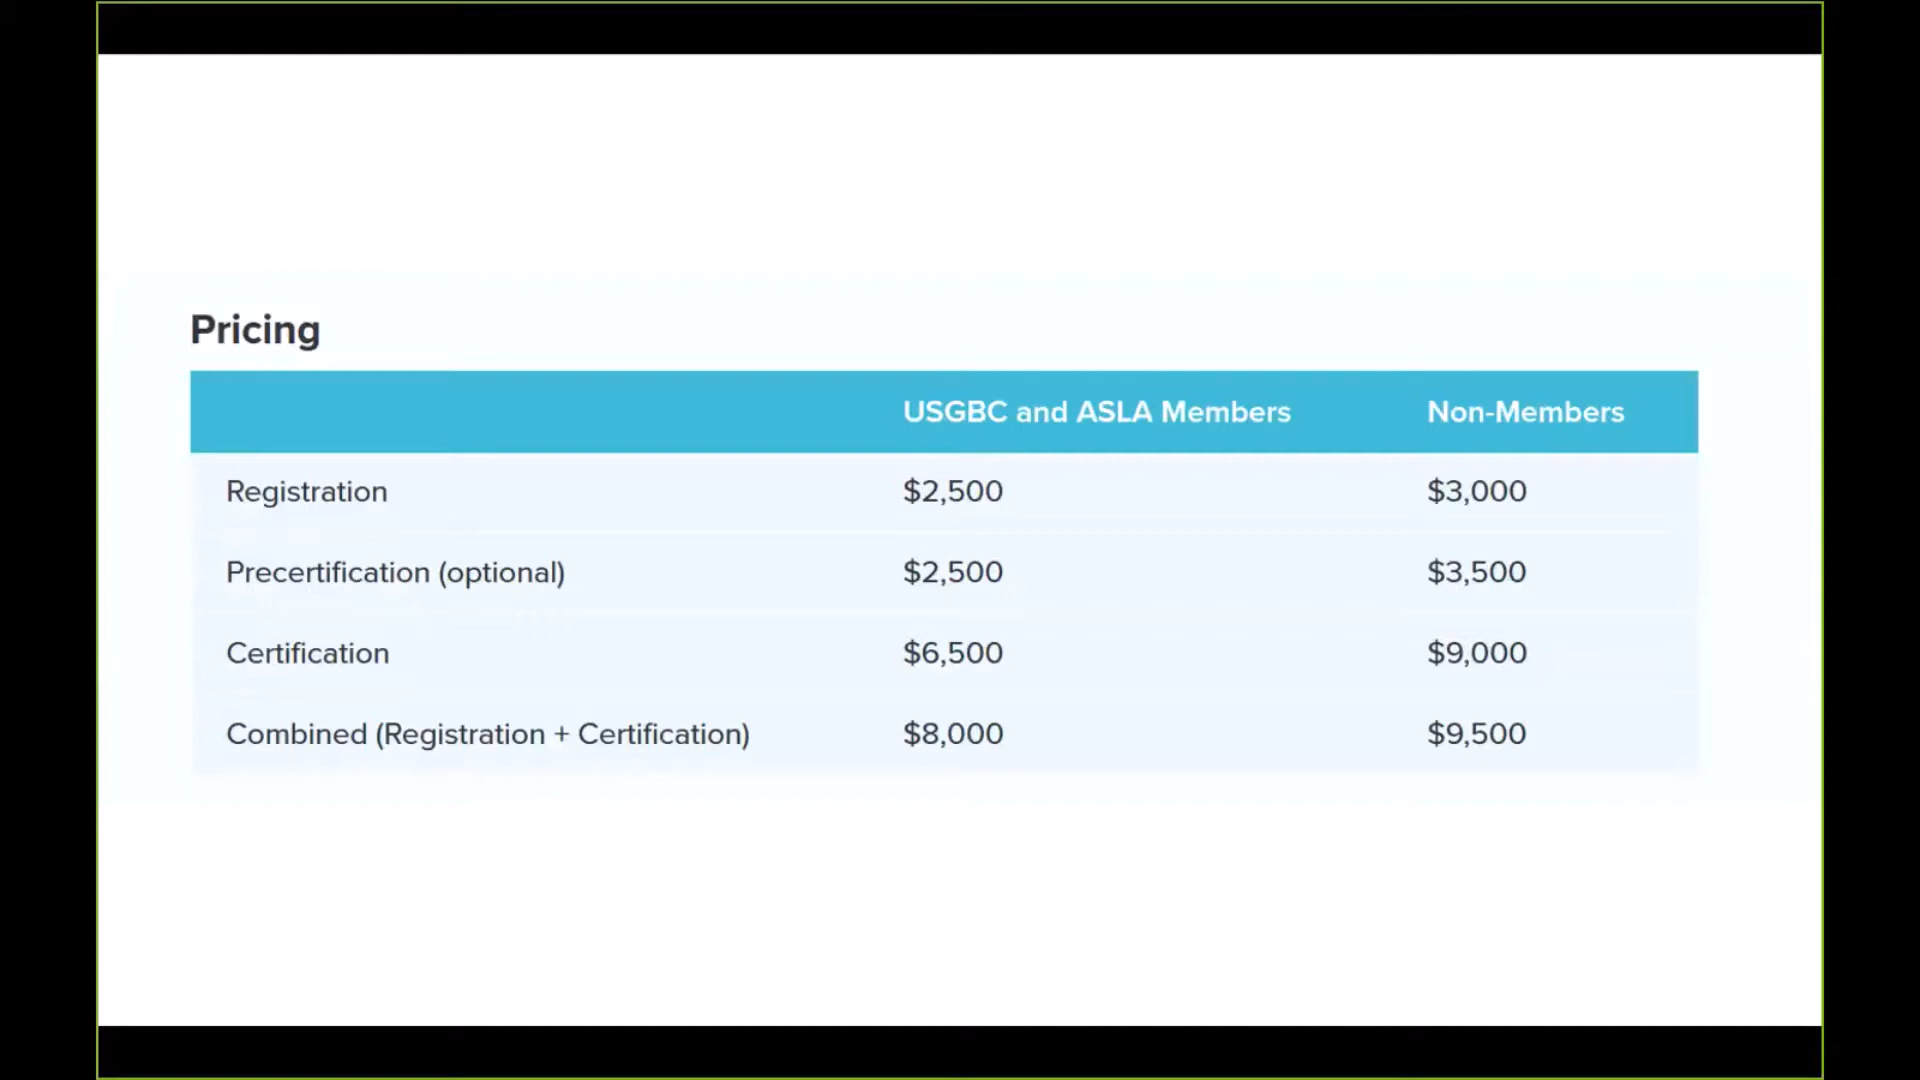 Pricing
USGBC and ASLA Members Non-Members
Registration $2,500 $3,000
Precertification (optional) $2,500 $3,500
Certification $6,500 $9,000
Combined (Registration + Certification) $8,000 $9,500